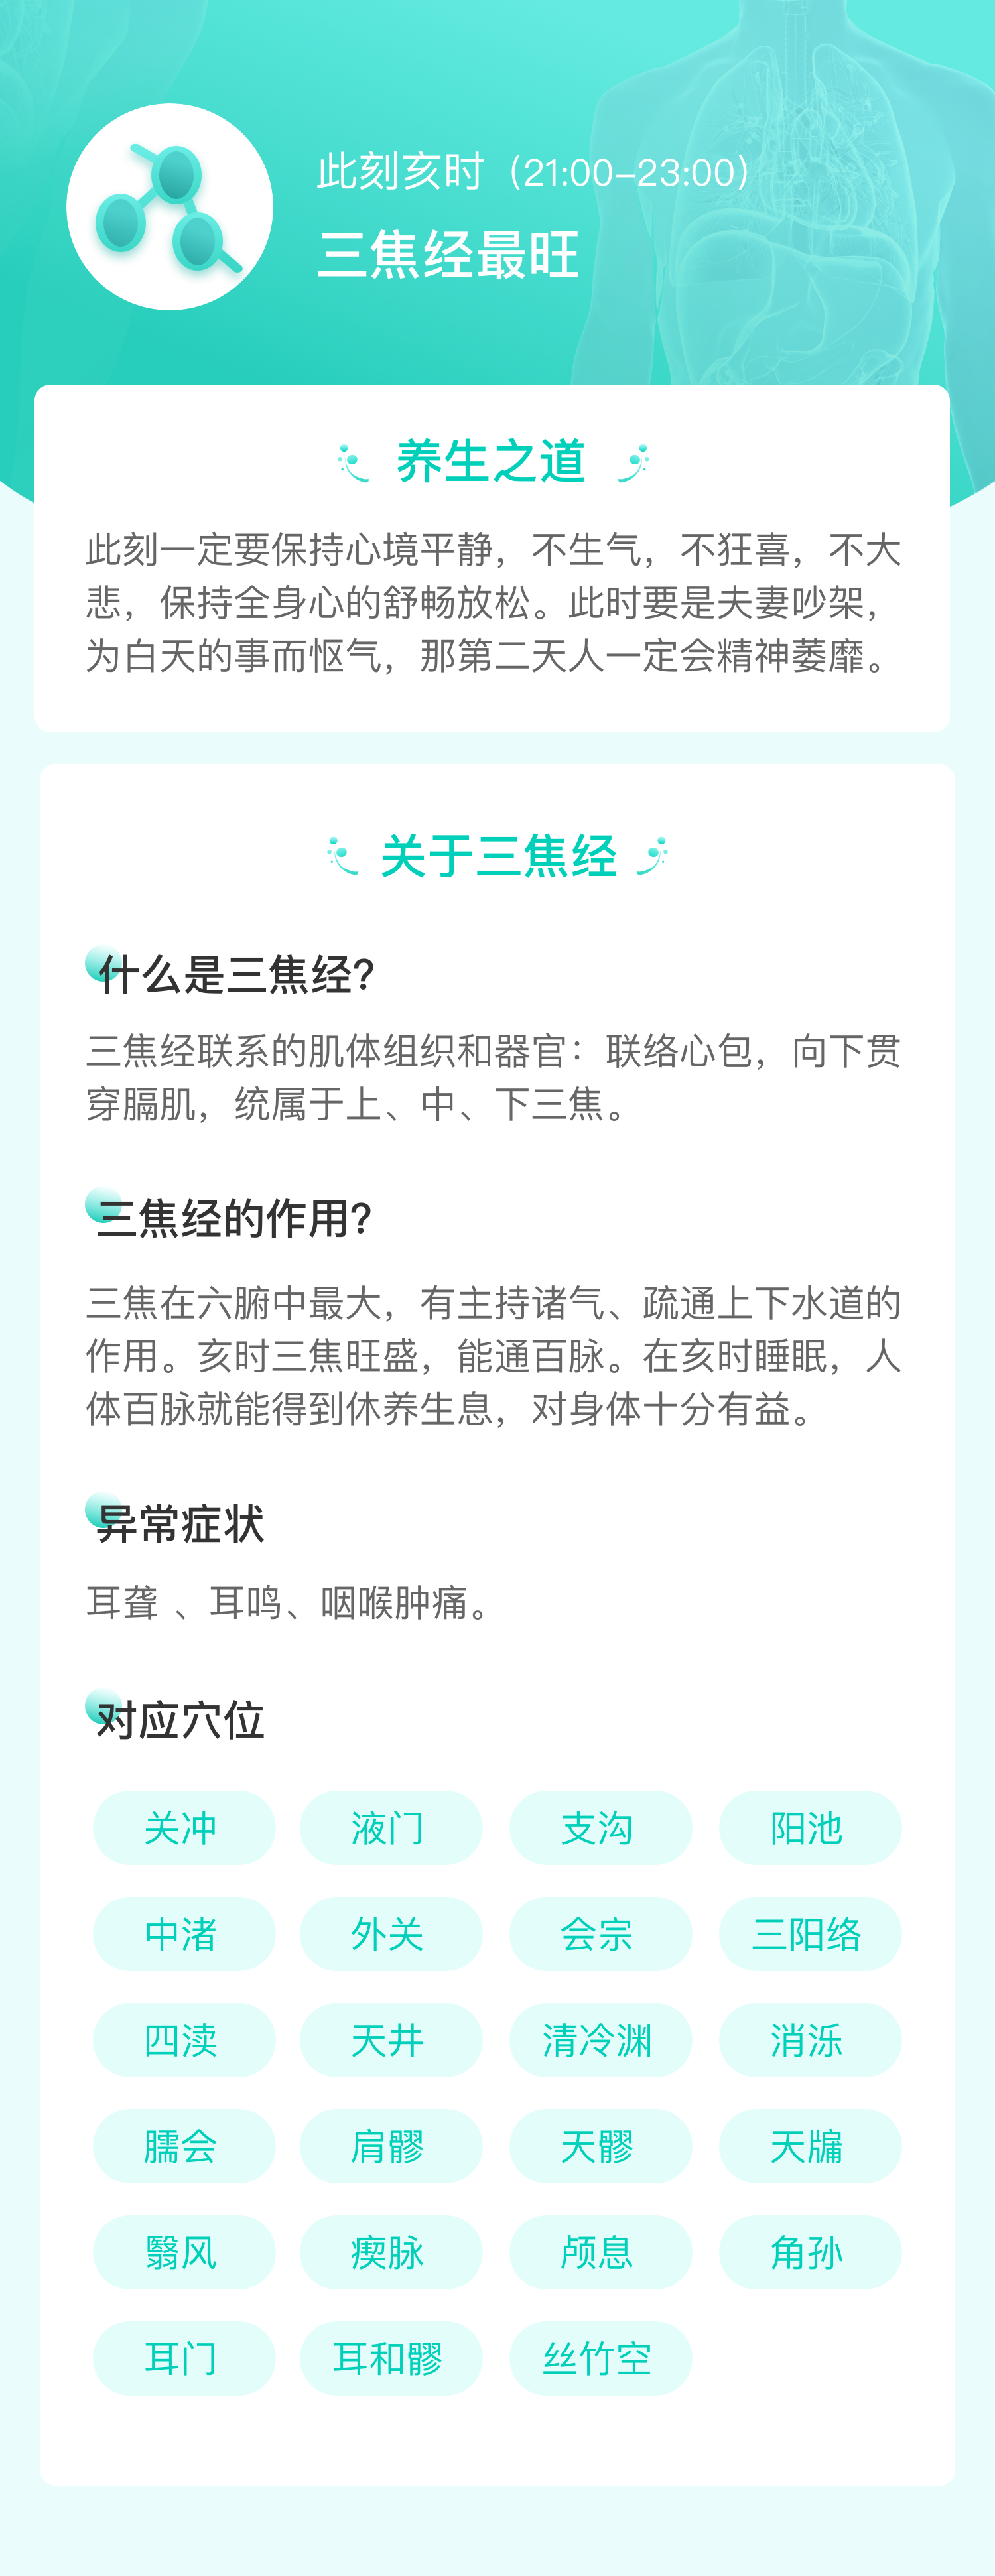 此刻亥时（21:00–23:00）
三焦经最旺
养生之道
此刻一定要保持心境平静，不生气，不狂喜，不大
悲，保持全身心的舒畅放松。此时要是夫妻吵架，
为白天的事而怄气，那第二天人一定会精神萎靡。
关于三焦经
什么是三焦经?
三焦经联系的肌体组织和器官：联络心包，向下贯
穿膈肌，统属于上、中、下三焦。
三焦经的作用?
三焦在六腑中最大，有主持诸气、疏通上下水道的
作用。亥时三焦旺盛，能通百脉。在亥时睡眠，人
体百脉就能得到休养生息，对身体十分有益。
异常症状
耳聋 、耳鸣、咽喉肿痛。
对应穴位
关冲 液门 支沟 阳池
中渚 外关 会宗 三阳络
四渎 天井 清冷渊 消泺
臑会 肩髎 天髎 天牖
翳风 瘈脉 颅息 角孙
耳门 耳和髎 丝竹空